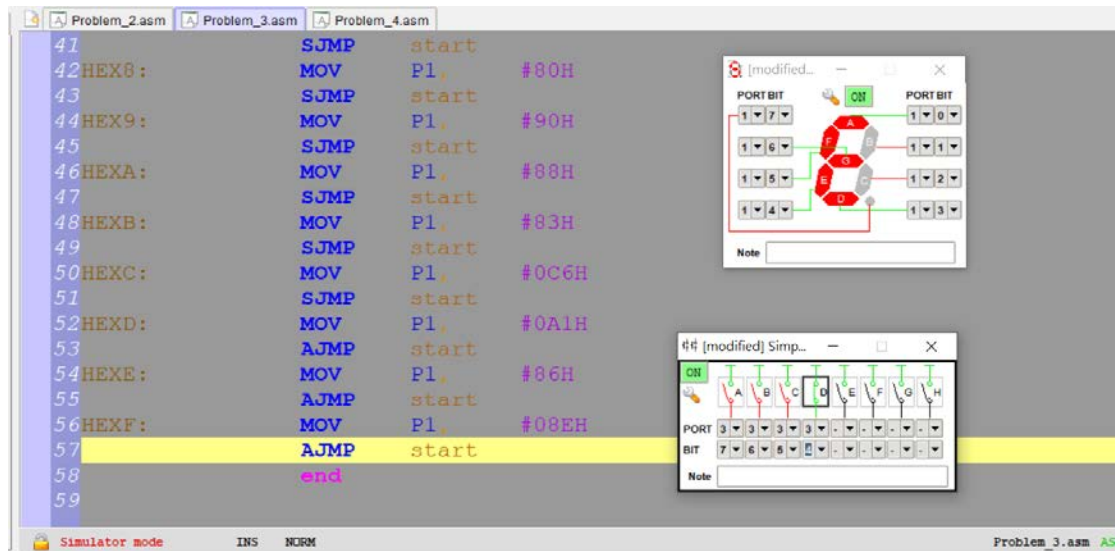 Problem_2.asm Problem_3.asm Problem_4.asm
41 SJMP start
42 HEX8: MOV P1, #80H
43 SJMP start
44 HEX9: MOV P1, #90H
45 SJMP start
46 HEXA: MOV P1, #88H
47 SJMP start
48 HEXB: MOV P1, #83H
49 SJMP start
50 HEXC: MOV P1, #0C6H
51 SJMP start
52 HEXD: MOV P1, #0A1H
53 AJMP start
54 HEXE: MOV P1, #86H
55 AJMP start
56 HEXF: MOV P1, #08EH
57 AJMP start
58 end
59
[modified...
PORT BIT ON PORT BIT
1 7 A 1 0
1 6 F B 1 1
G
1 5 E C 1 2
1 4 D 1 3
Note
[modified] Simp...
ON
A B C D E F G H
PORT 3 3 3 3 - - - -
BIT 7 6 5 4 - - - -
Note
Simulator mode INS NORM Problem_3.asm AS